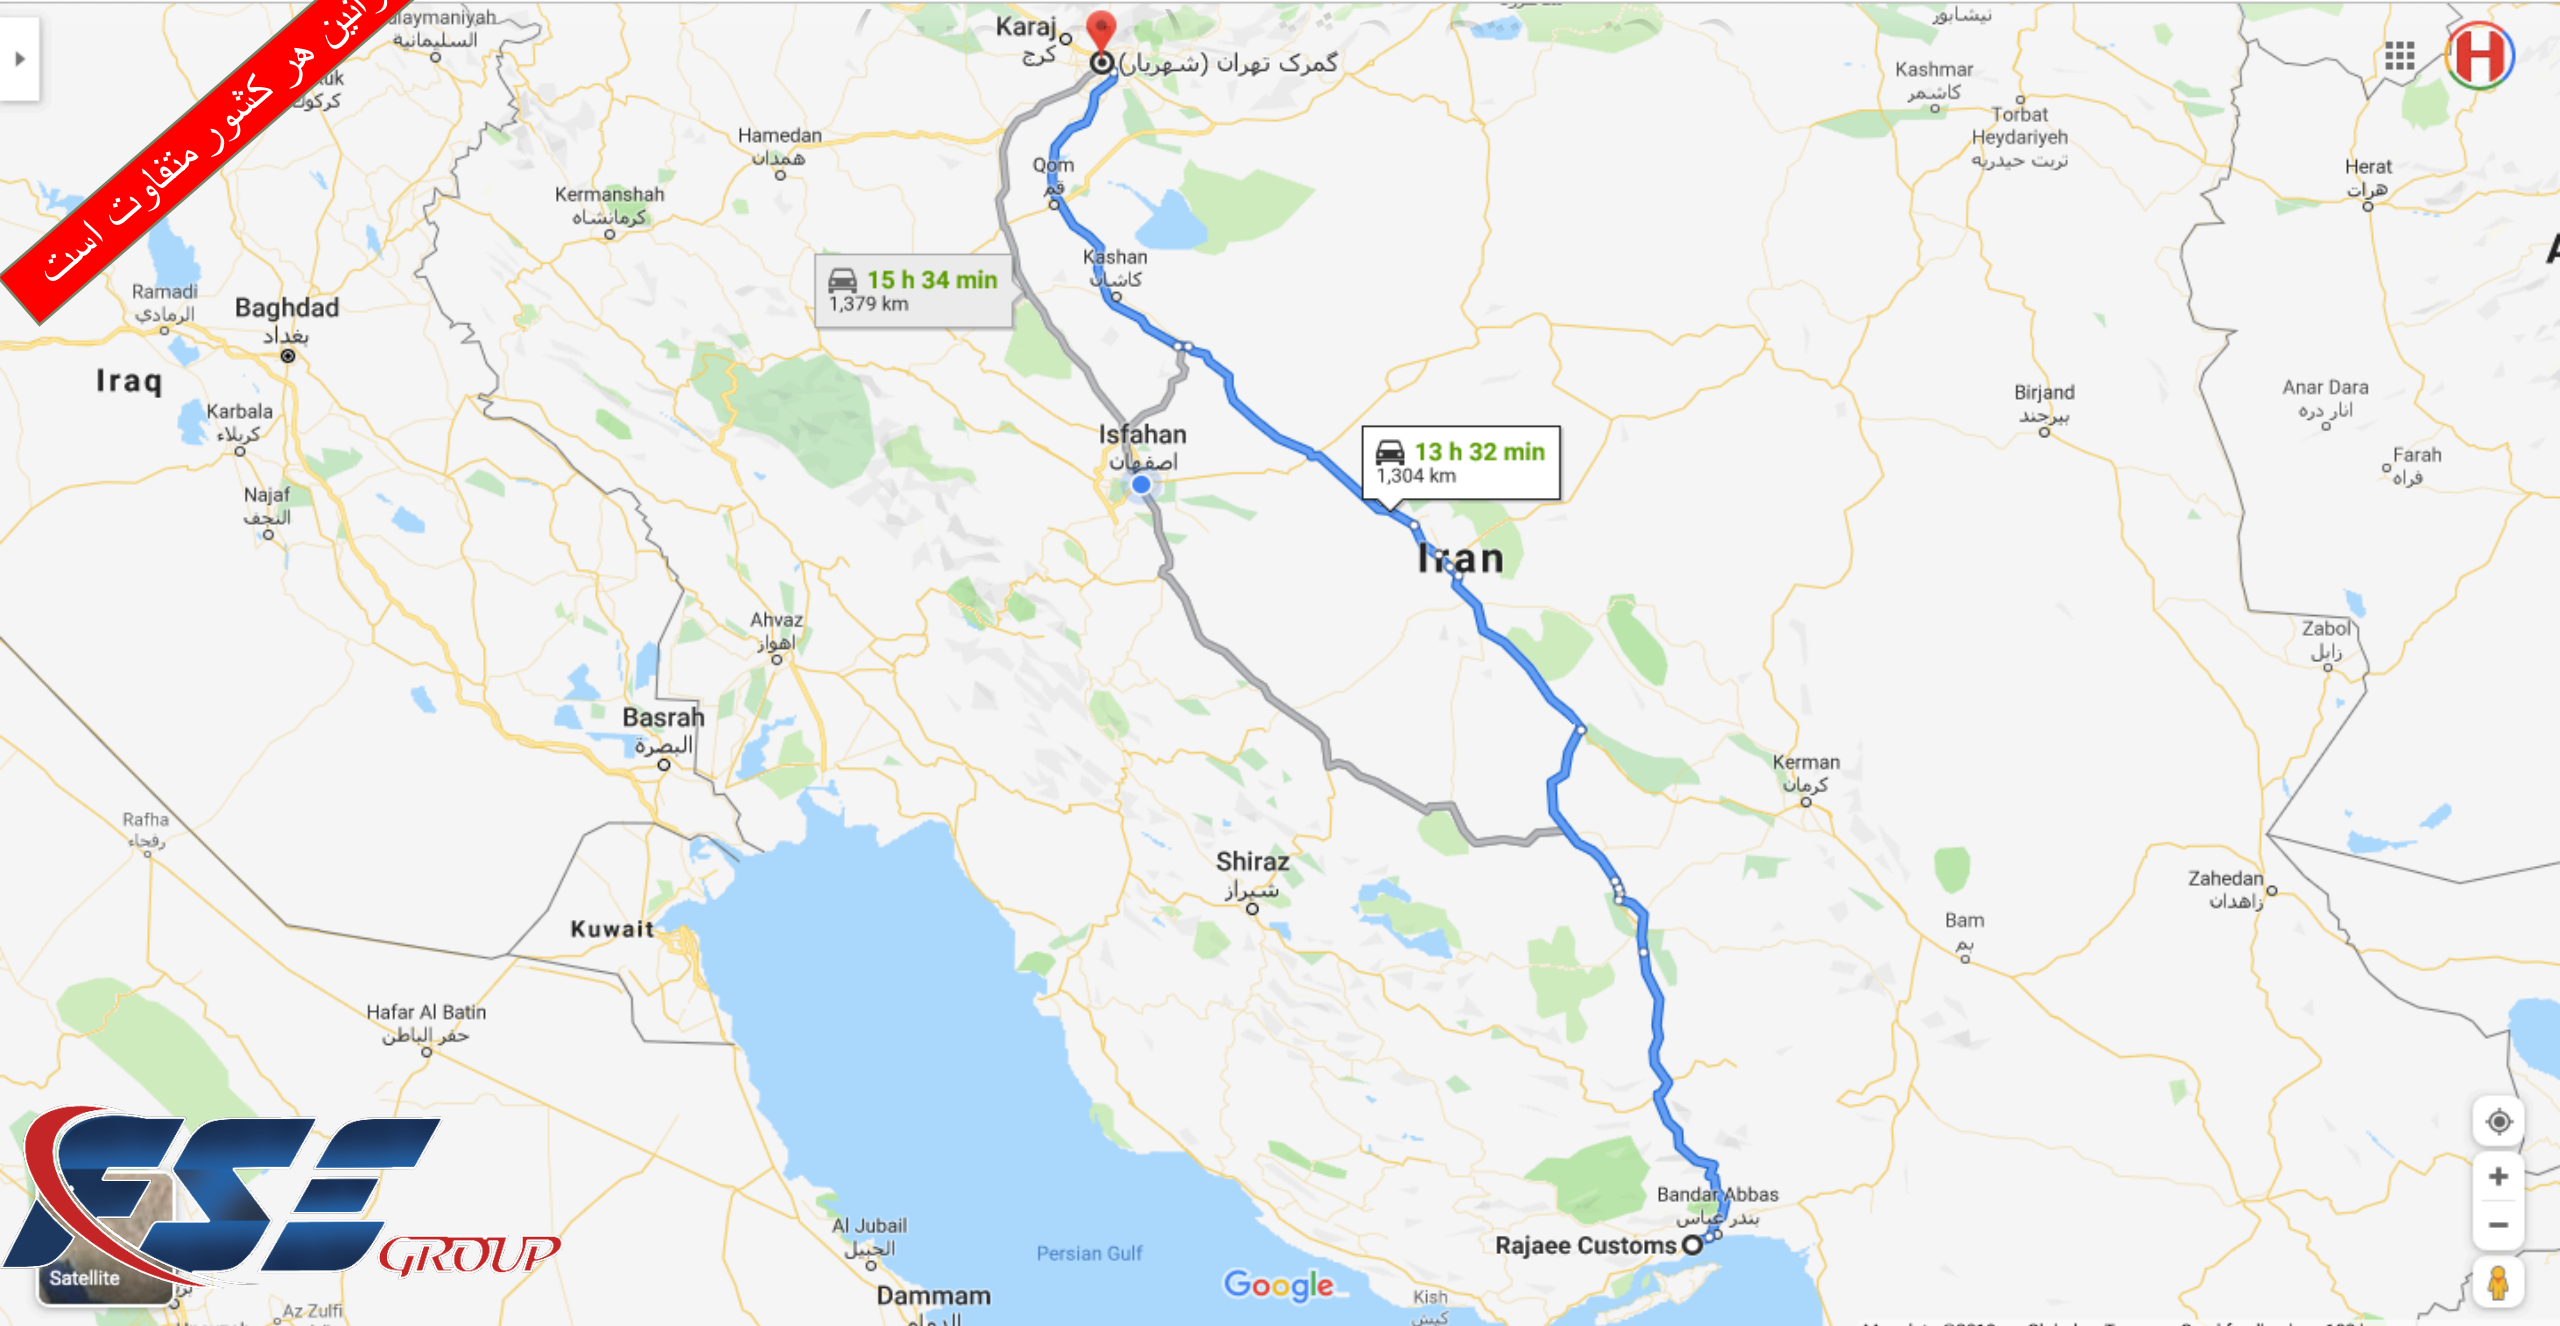 هر کشور متفاوت است
السليمانية
كركوك
Karaj
کرج
گمرک تهران (شهریار)
نیشابور
Kashmar
کاشمر
Torbat
Heydariyeh
تربت حیدریه
Herat
هرات
Hamedan
همدان
Qom
قم
Kermanshah
کرمانشاه
Kashan
کاشان
15 h 34 min
1,379 km
Ramadi
الرمادي
Baghdad
بغداد
Iraq
Karbala
كربلاء
Najaf
النجف
Isfahan
اصفهان
13 h 32 min
1,304 km
Iran
Birjand
بیرجند
Anar Dara
انار دره
Farah
فراه
Ahvaz
اهواز
Zabol
زابل
Basrah
البصرة
Kerman
کرمان
Rafha
رفحاء
Shiraz
شیراز
Zahedan
زاهدان
Bam
بم
Kuwait
Hafar Al Batin
حفر الباطن
Bandar Abbas
بندر عباس
Rajaee Customs
Al Jubail
الجبيل
Persian Gulf
Google
Kish
کیش
Dammam
الدمام
FSE
GROUP
Satellite
Az Zulfi
H